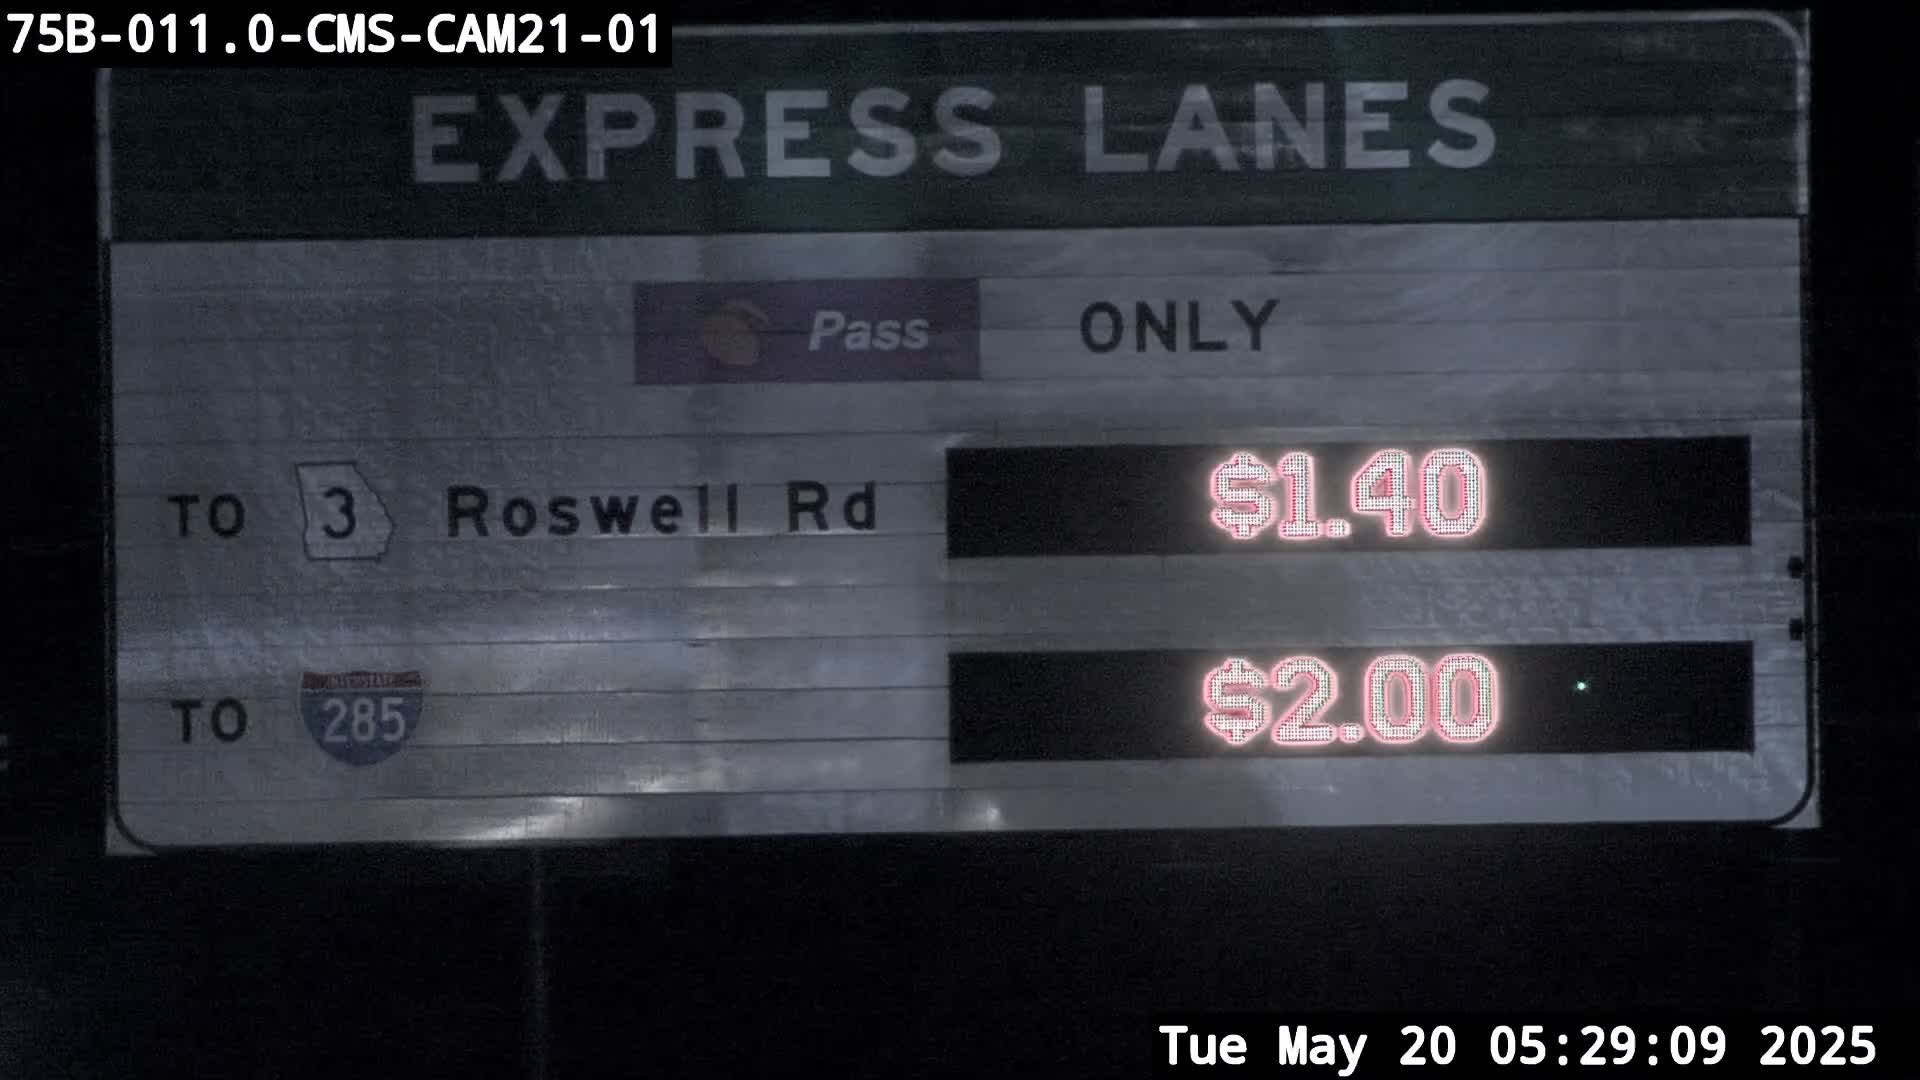 75B-011.0-CMS-CAM21-01
EXPRESS LANES
Pass ONLY
TO 3 Roswell Rd $1.40
TO 285 $2.00
Tue May 20 05:29:09 2025